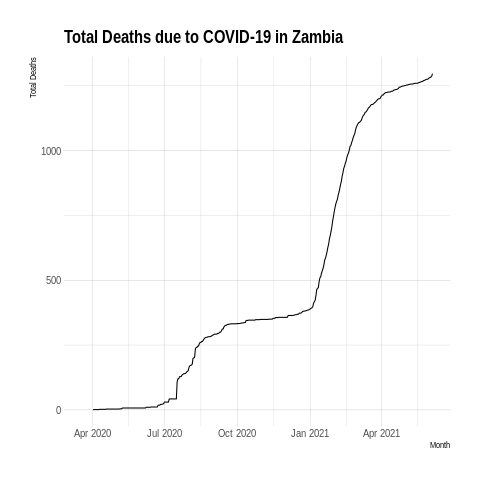 Total Deaths due to COVID-19 in Zambia
Total Deaths
1000
500
0
Apr 2020 Jul 2020 Oct 2020 Jan 2021 Apr 2021
Month